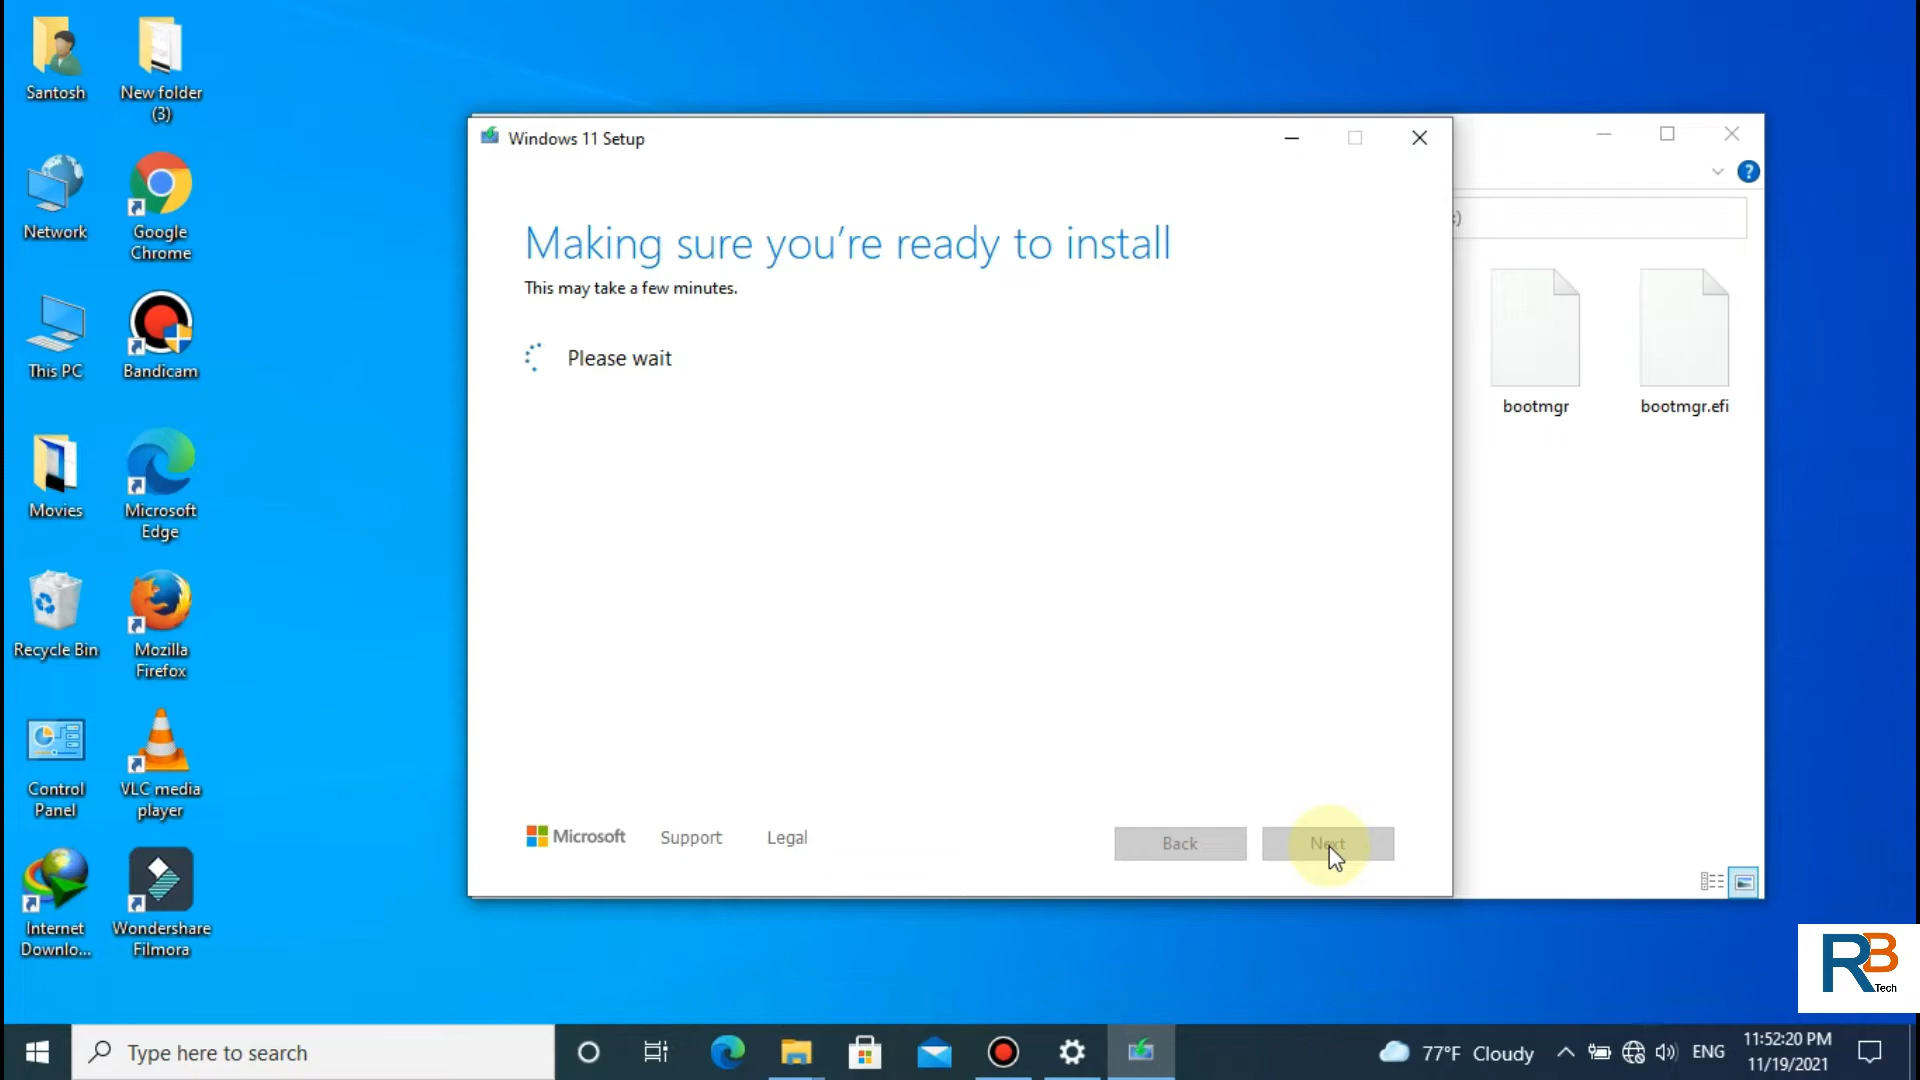 Santosh
New folder
(3)
Network
Google
Chrome
This PC
Bandicam
Movies
Microsoft
Edge
Recycle Bin
Mozilla
Firefox
Control
Panel
VLC media
player
Internet
Downlo...
Wondershare
Filmora
Windows 11 Setup
Making sure you're ready to install
This may take a few minutes.
Please wait
Microsoft
Support
Legal
Back
Next
?
:)
bootmgr
bootmgr.efi
RB
Tech
Type here to search
77°F Cloudy
ENG
11:52:20 PM
11/19/2021